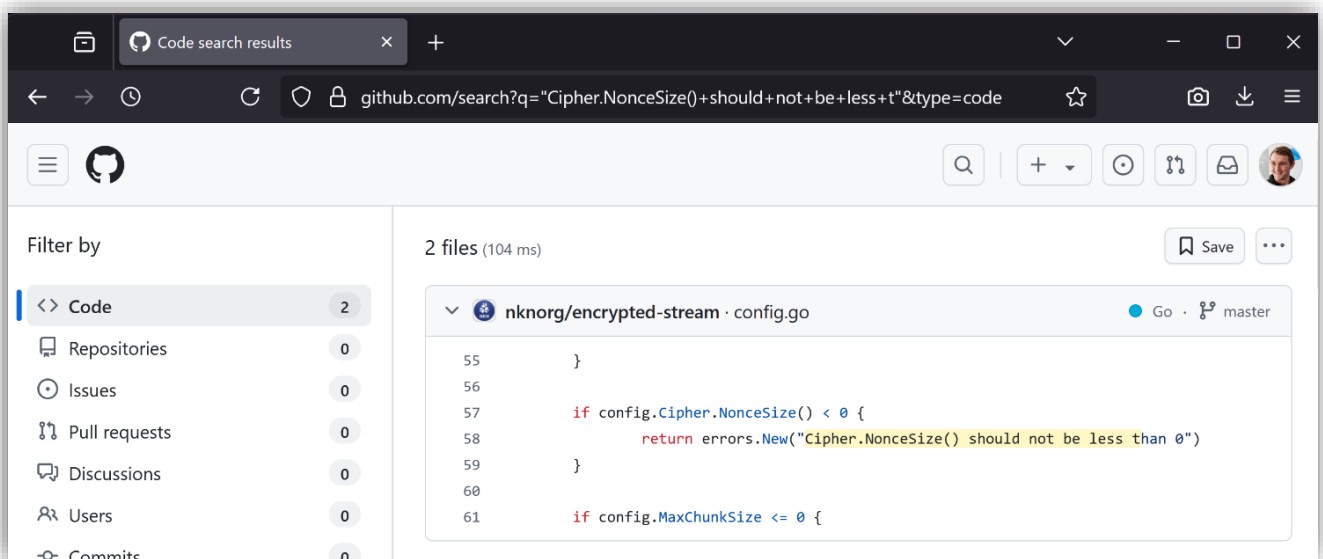 Code search results
github.com/search?q="Cipher.NonceSize()+should+not+be+less+t"&type=code
Filter by
Code 2
Repositories 0
Issues 0
Pull requests 0
Discussions 0
Users 0
Commits 0
2 files (104 ms)
Save
nknorg/encrypted-stream · config.go
Go · master
55 }
56
57 if config.Cipher.NonceSize() < 0 {
58 return errors.New("Cipher.NonceSize() should not be less than 0")
59 }
60
61 if config.MaxChunkSize <= 0 {